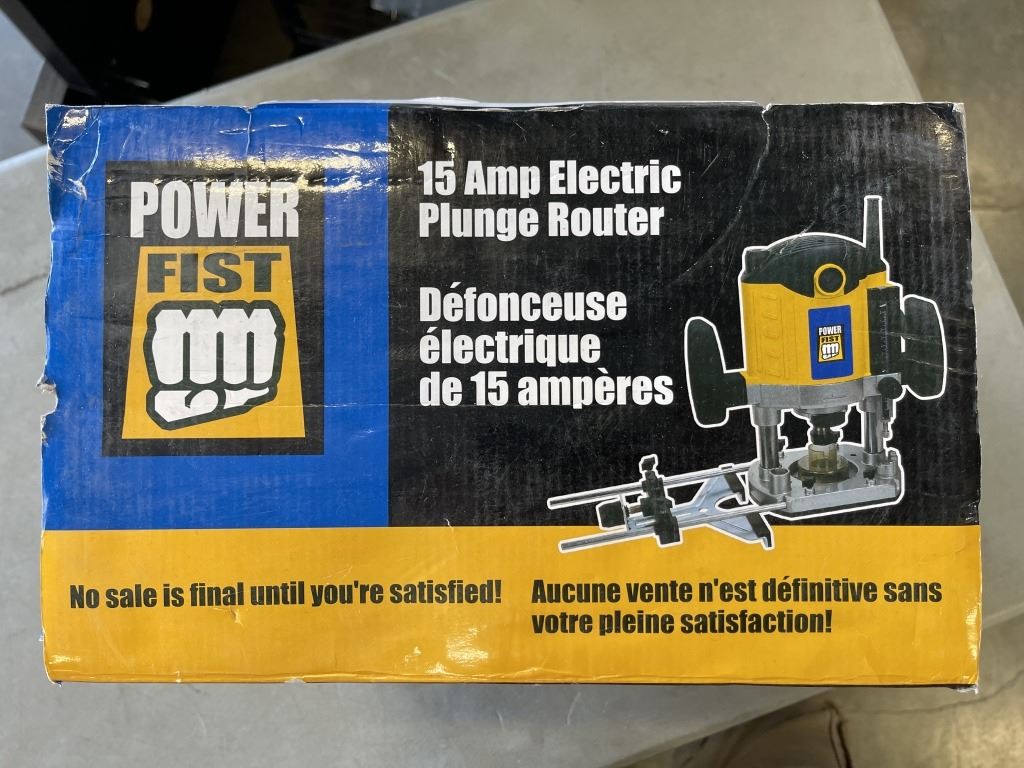 POWER
FIST
15 Amp Electric
Plunge Router
Défonceuse
électrique
de 15 ampères
POWER
FIST
No sale is final until you're satisfied!
Aucune vente n'est définitive sans
votre pleine satisfaction!